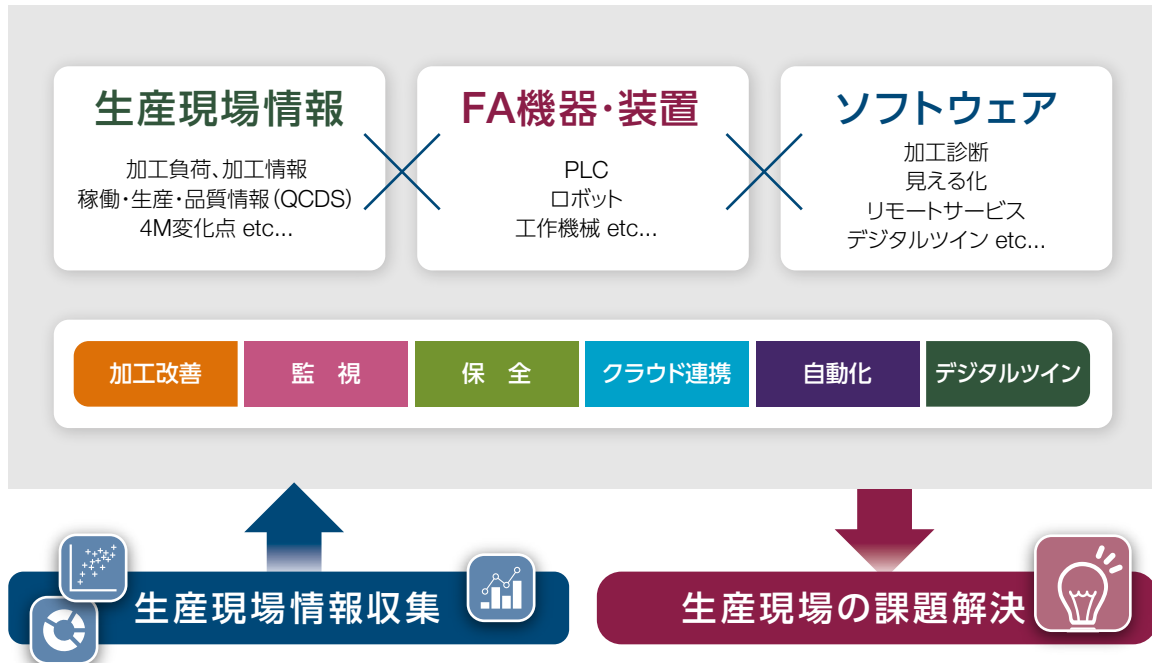 生産現場情報
加工負荷、加工情報
稼働・生産・品質情報(QCDS)
4M変化点 etc...
FA機器・装置
PLC
ロボット
工作機械 etc...
ソフトウェア
加工診断
見える化
リモートサービス
デジタルツイン etc...
加工改善
監 視
保 全
クラウド連携
自動化
デジタルツイン
生産現場情報収集
生産現場の課題解決